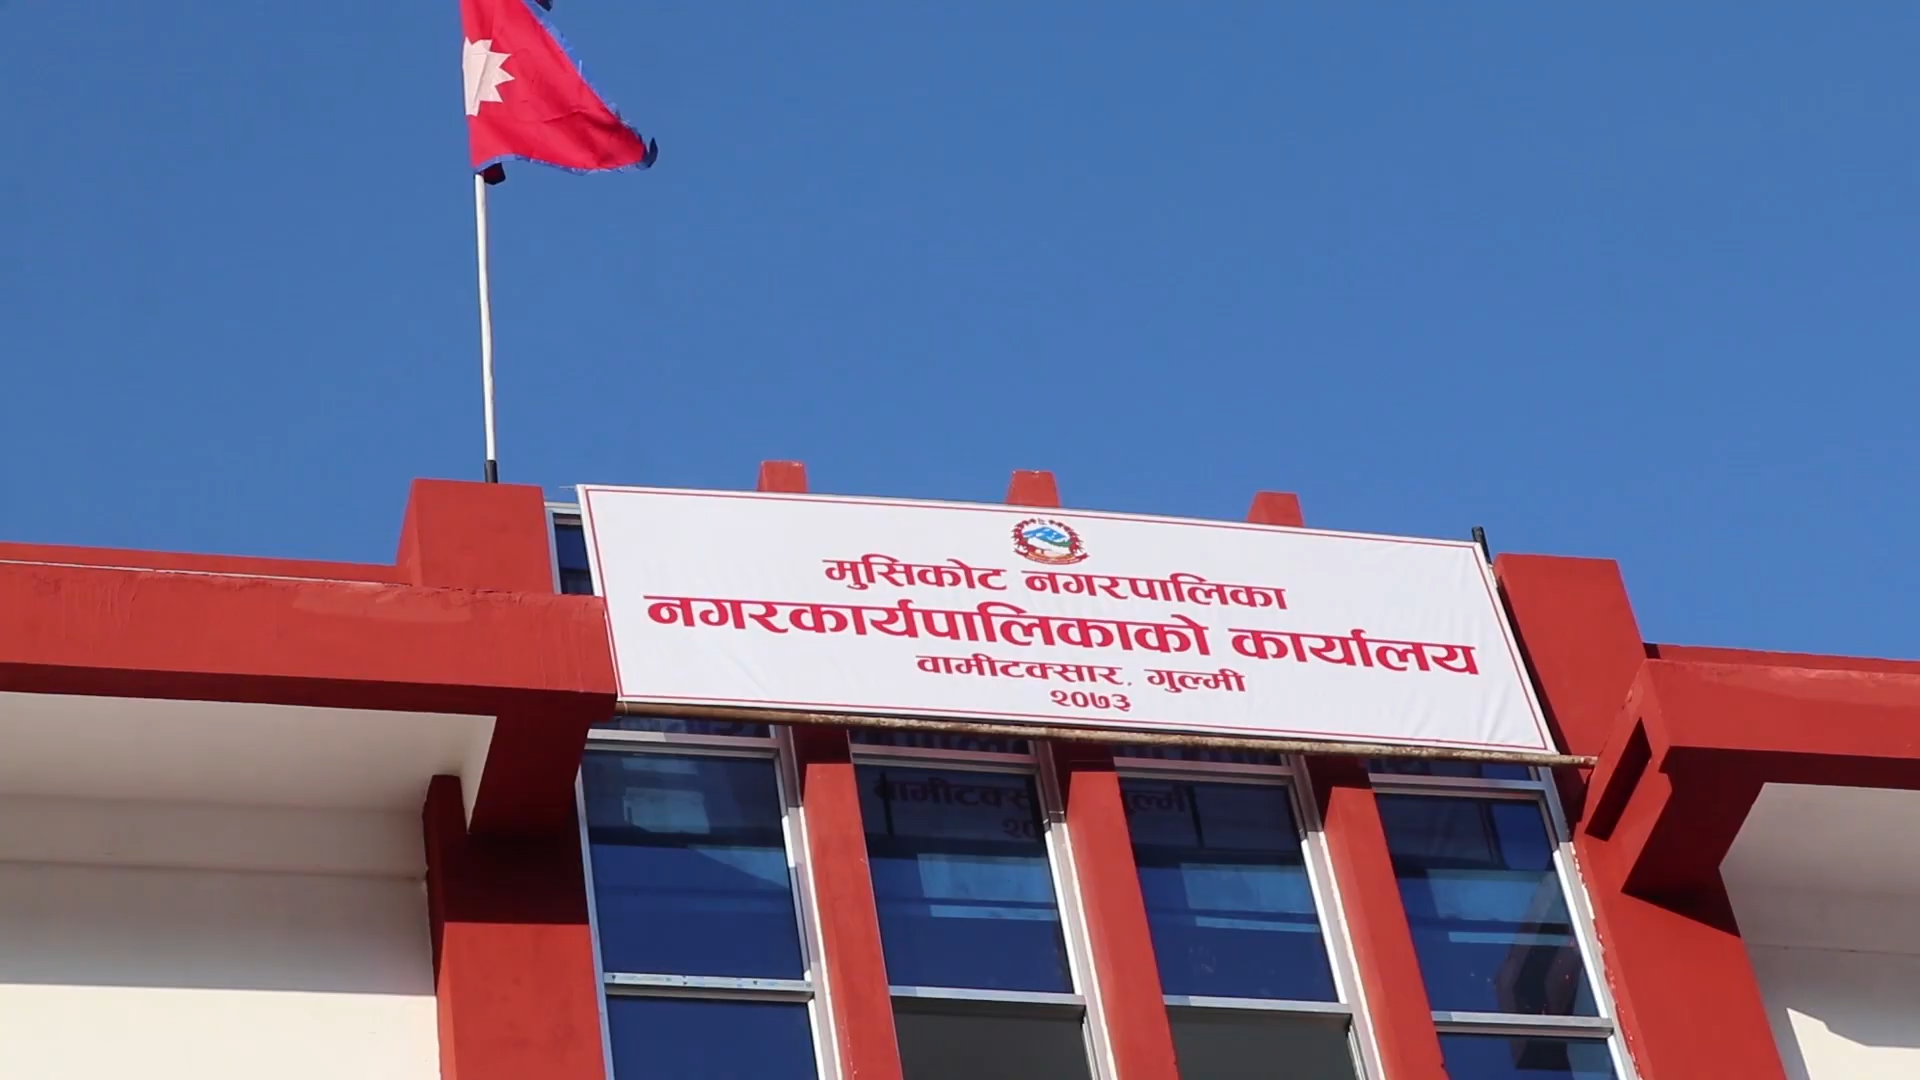 मुसिकोट नगरपालिका
नगरकार्यपालिकाको कार्यालय
वामीटक्सार, गुल्मी
२०७३